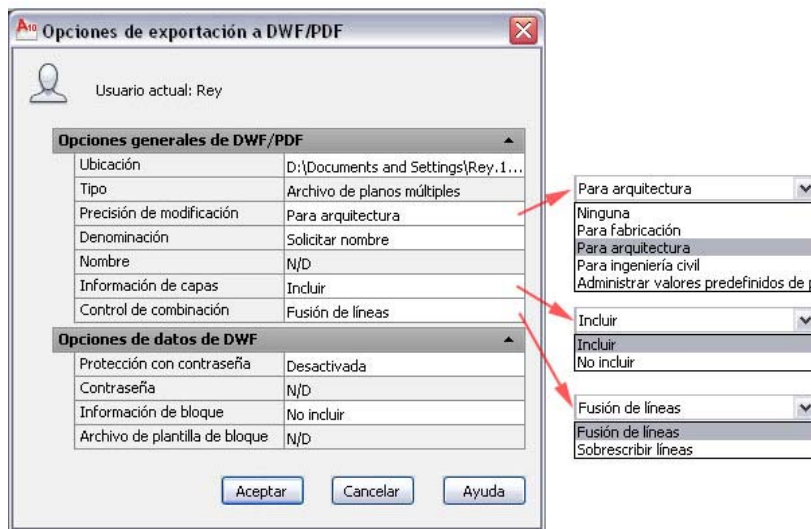 A10 Opciones de exportación a DWF/PDF
Usuario actual: Rey
Opciones generales de DWF/PDF
Ubicación D:\Documents and Settings\Rey.1...
Tipo Archivo de planos múltiples
Precisión de modificación Para arquitectura
Denominación Solicitar nombre
Nombre N/D
Información de capas Incluir
Control de combinación Fusión de líneas
Opciones de datos de DWF
Protección con contraseña Desactivada
Contraseña N/D
Información de bloque No incluir
Archivo de plantilla de bloque N/D
Aceptar Cancelar Ayuda
Para arquitectura
Ninguna
Para fabricación
Para arquitectura
Para ingeniería civil
Administrar valores predefinidos de p
Incluir
Incluir
No incluir
Fusión de líneas
Fusión de líneas
Sobrescribir líneas